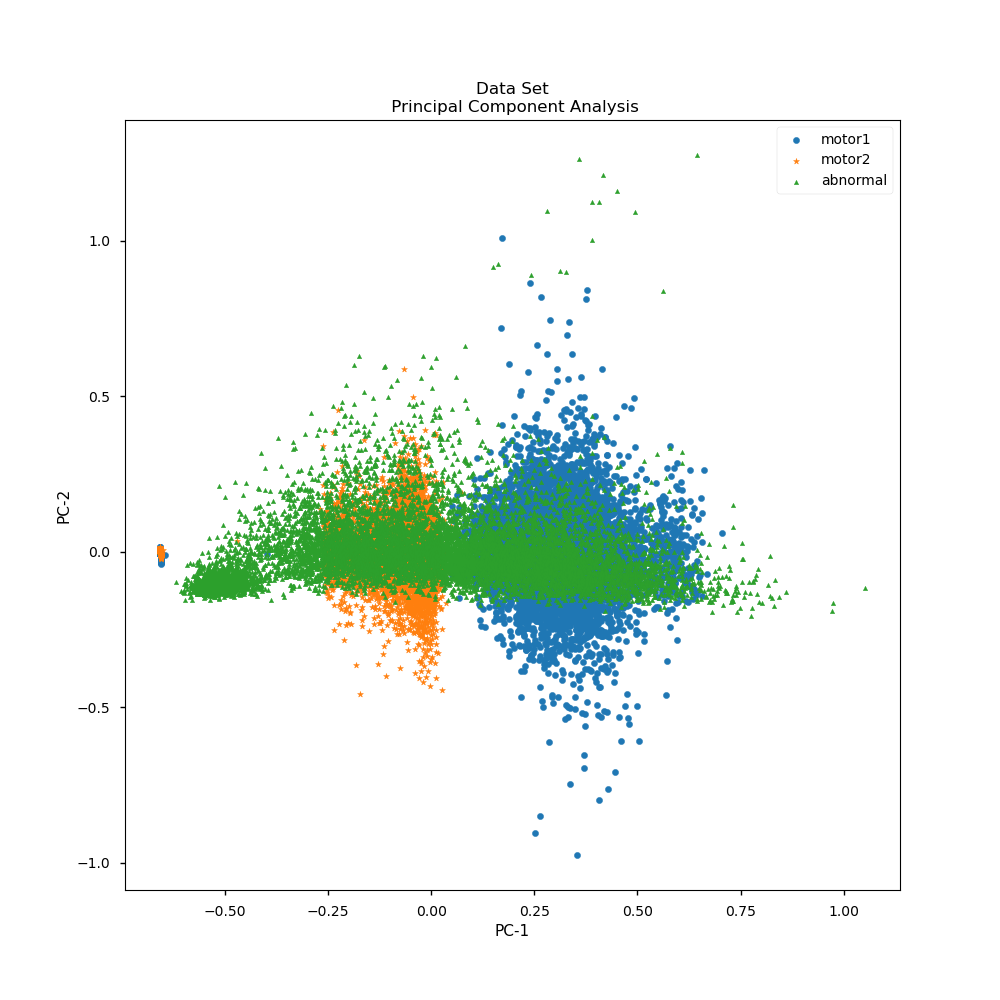 Data Set
Principal Component Analysis
motor1
motor2
abnormal
PC-2
1.0
0.5
0.0
−0.5
−1.0
−0.50
−0.25
0.00
0.25
0.50
0.75
1.00
PC-1